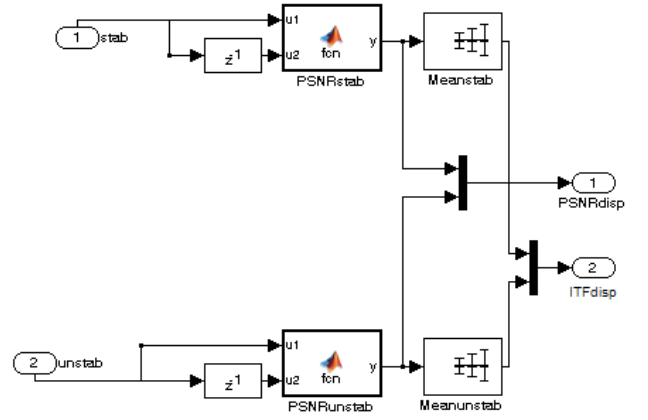 1 stab
z-1
u1
u2
fcn
y
PSNRstab
Meanstab
1
PSNRdisp
2
ITFdisp
2 unstab
z-1
u1
u2
fcn
y
PSNRunstab
Meanunstab